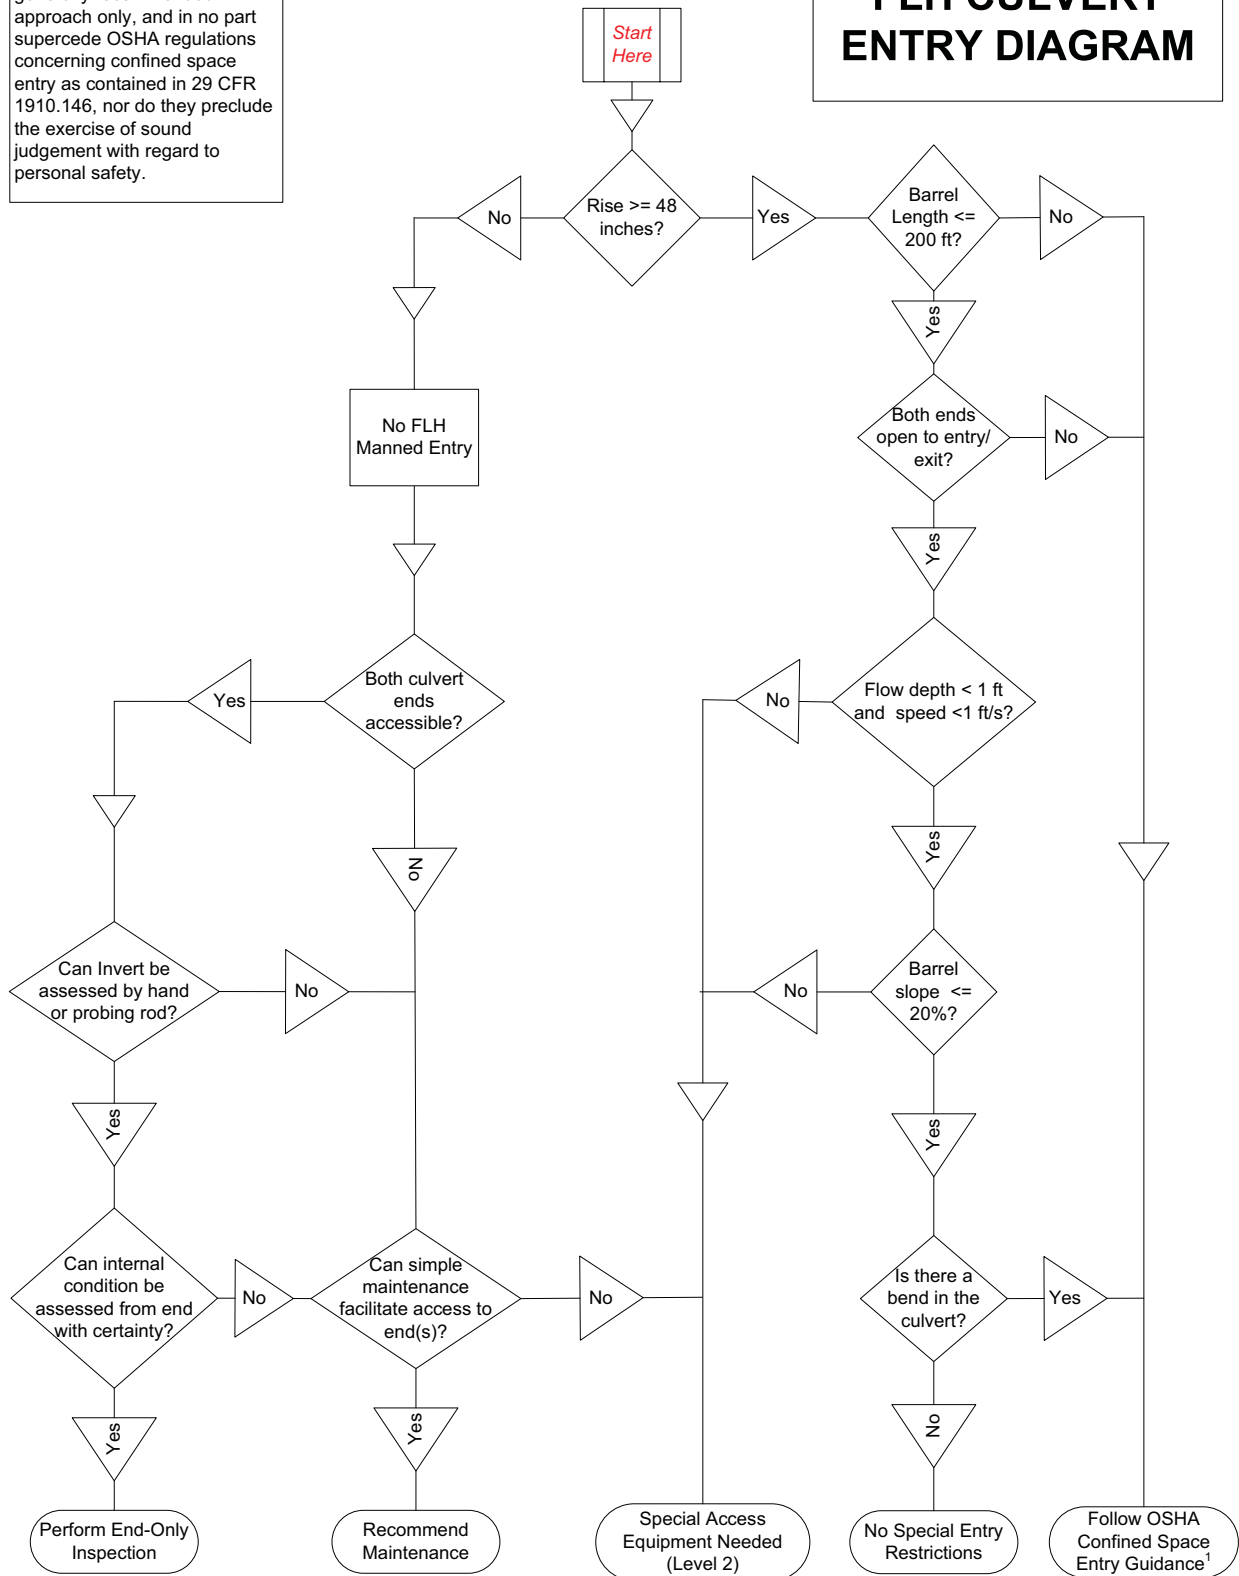 approach only, and in no part
supercede OSHA regulations
concerning confined space
entry as contained in 29 CFR
1910.146, nor do they preclude
the exercise of sound
judgement with regard to
personal safety.
Start
Here
FLH CULVERT
ENTRY DIAGRAM
No
Rise >= 48
inches?
Yes
Barrel
Length <=
200 ft?
No
Yes
No FLH
Manned Entry
Both ends
open to entry/
exit?
No
Yes
Yes
Both culvert
ends
accessible?
No
Flow depth < 1 ft
and speed <1 ft/s?
No
Yes
Can Invert be
assessed by hand
or probing rod?
No
No
Barrel
slope <=
20%?
Yes
Yes
Can internal
condition be
assessed from end
with certainty?
No
Can simple
maintenance
facilitate access to
end(s)?
No
Is there a
bend in the
culvert?
Yes
Yes
Yes
No
Perform End-Only
Inspection
Recommend
Maintenance
Special Access
Equipment Needed
(Level 2)
No Special Entry
Restrictions
Follow OSHA
Confined Space
Entry Guidance¹